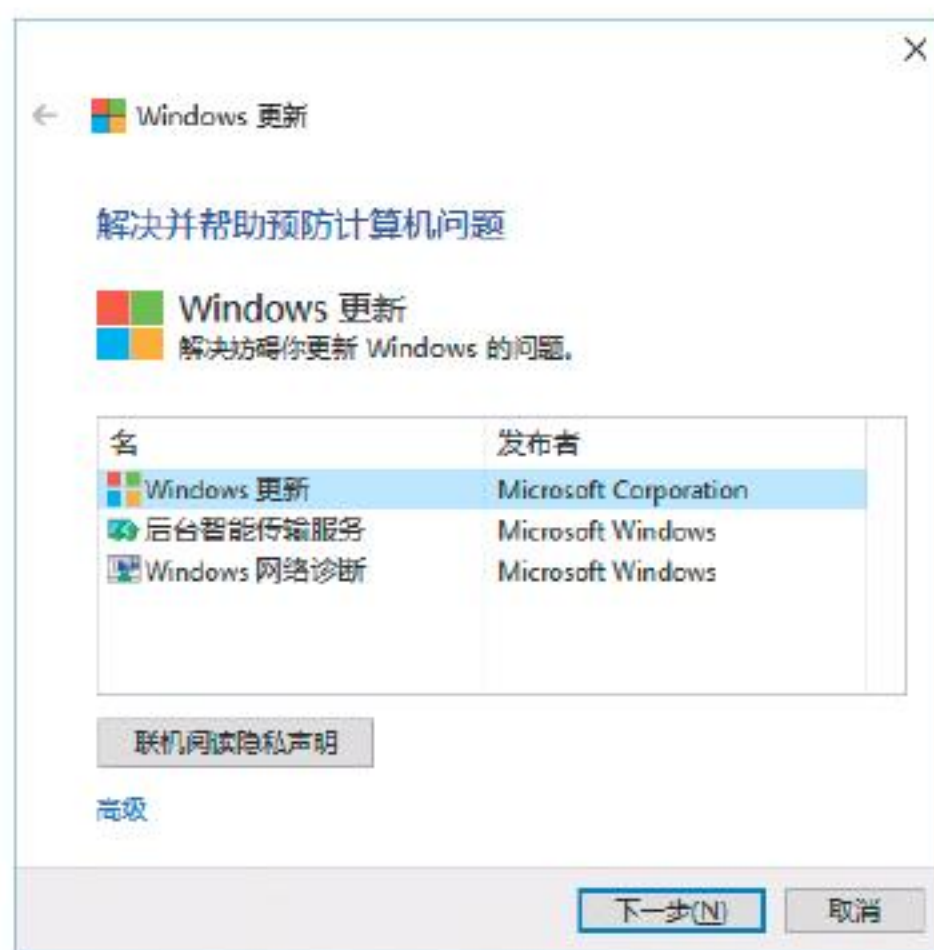 Windows 更新
解决并帮助预防计算机问题
Windows 更新
解决妨碍你更新 Windows 的问题。
名 发布者
Windows 更新 Microsoft Corporation
后台智能传输服务 Microsoft Windows
Windows 网络诊断 Microsoft Windows
联机阅读隐私声明
高级
下一步(N) 取消